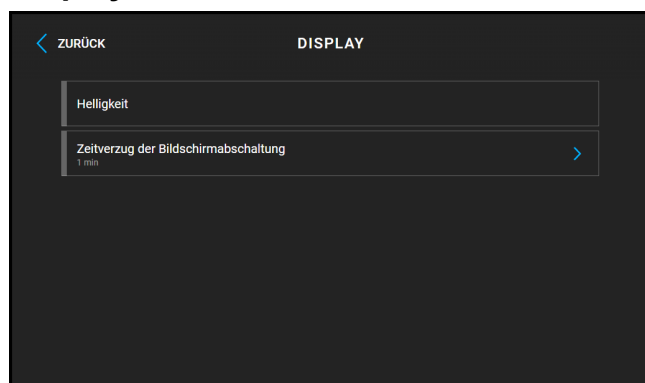 ZURÜCK
DISPLAY
Helligkeit
Zeitverzug der Bildschirmabschaltung
1 min